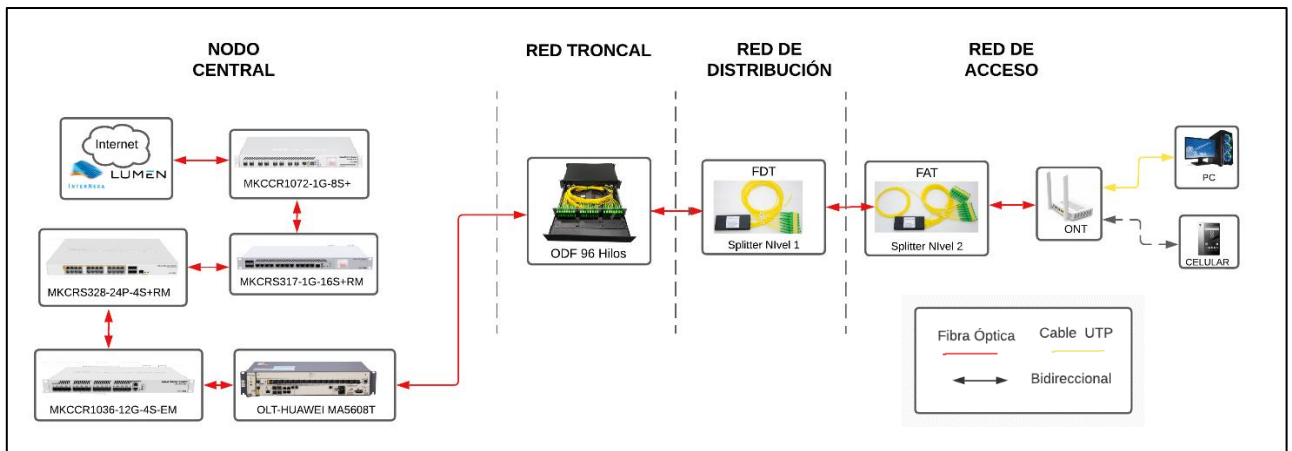 NODO
CENTRAL
RED TRONCAL
RED DE
DISTRIBUCIÓN
RED DE
ACCESO
Internet
INTERNEXA
LUMEN
MKCCR1072-1G-8S+
MKCRS328-24P-4S+RM
MKCRS317-1G-16S+RM
MKCCR1036-12G-4S-EM
OLT-HUAWEI MA5608T
ODF 96 Hilos
FDT
Splitter NIvel 1
FAT
Splitter NIvel 2
ONT
PC
CELULAR
Fibra Óptica
Cable UTP
Bidireccional